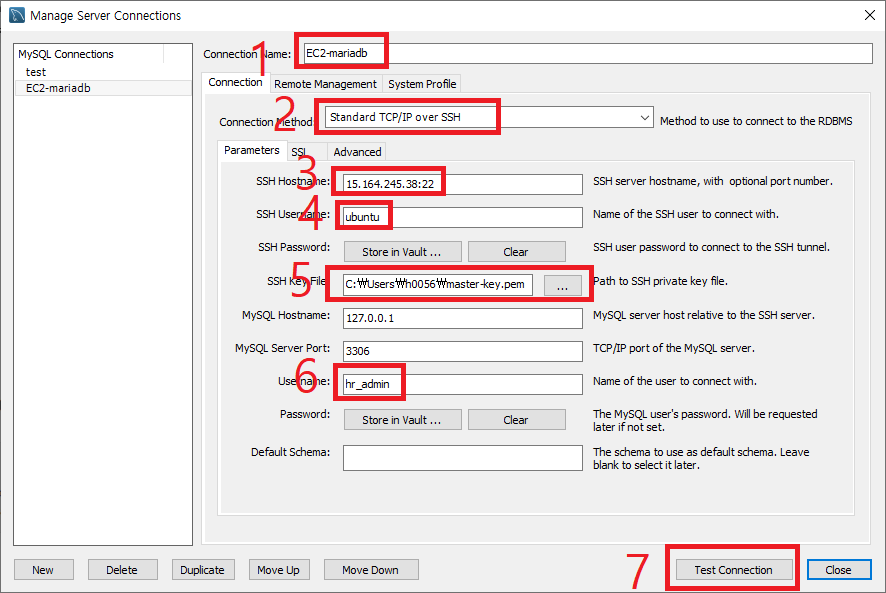 Manage Server Connections
MySQL Connections
test
EC2-mariadb
Connection Name: EC2-mariadb
1
Connection Remote Management System Profile
Connection Method: Standard TCP/IP over SSH Method to use to connect to the RDBMS
2
Parameters SSL Advanced
3
SSH Hostname: 15.164.245.38:22 SSH server hostname, with optional port number.
4
SSH Username: ubuntu Name of the SSH user to connect with.
SSH Password: Store in Vault ... Clear SSH user password to connect to the SSH tunnel.
5
SSH Key File: C:₩Users₩h0056₩master-key.pem ... Path to SSH private key file.
MySQL Hostname: 127.0.0.1 MySQL server host relative to the SSH server.
MySQL Server Port: 3306 TCP/IP port of the MySQL server.
6
Username: hr_admin Name of the user to connect with.
Password: Store in Vault ... Clear The MySQL user's password. Will be requested
later if not set.
Default Schema: The schema to use as default schema. Leave
blank to select it later.
7
New Delete Duplicate Move Up Move Down Test Connection Close